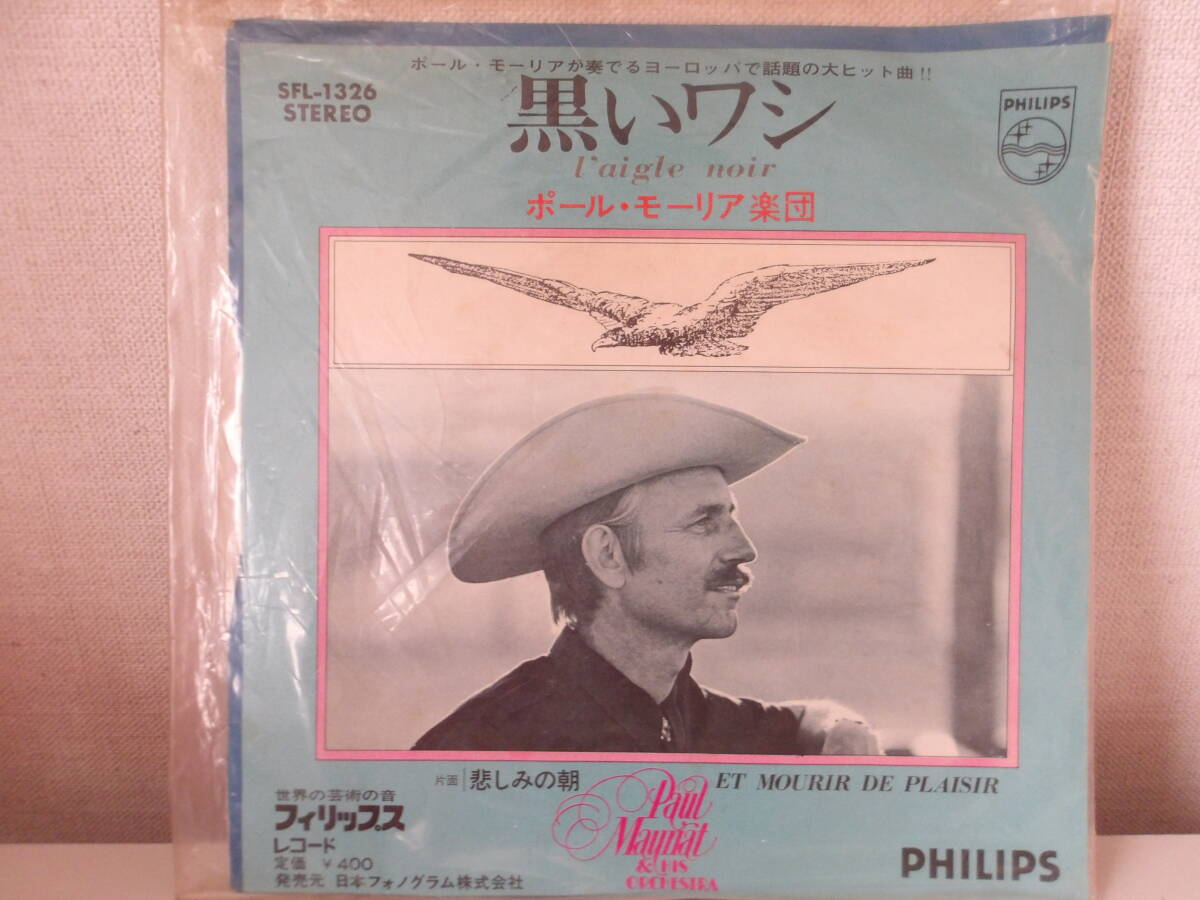 ポール・モーリアが奏でるヨーロッパで話題の大ヒット曲!!
SFL-1326
STEREO
黒いワシ
l'aigle noir
ポール・モーリア楽団
PHILIPS
片面 悲しみの朝 ET MOURIR DE PLAISIR
世界の芸術の音
フィリップス
レコード
定価 ¥400
発売元 日本フォノグラム株式会社
Paul
Mauriat
& HIS
ORCHESTRA
PHILIPS